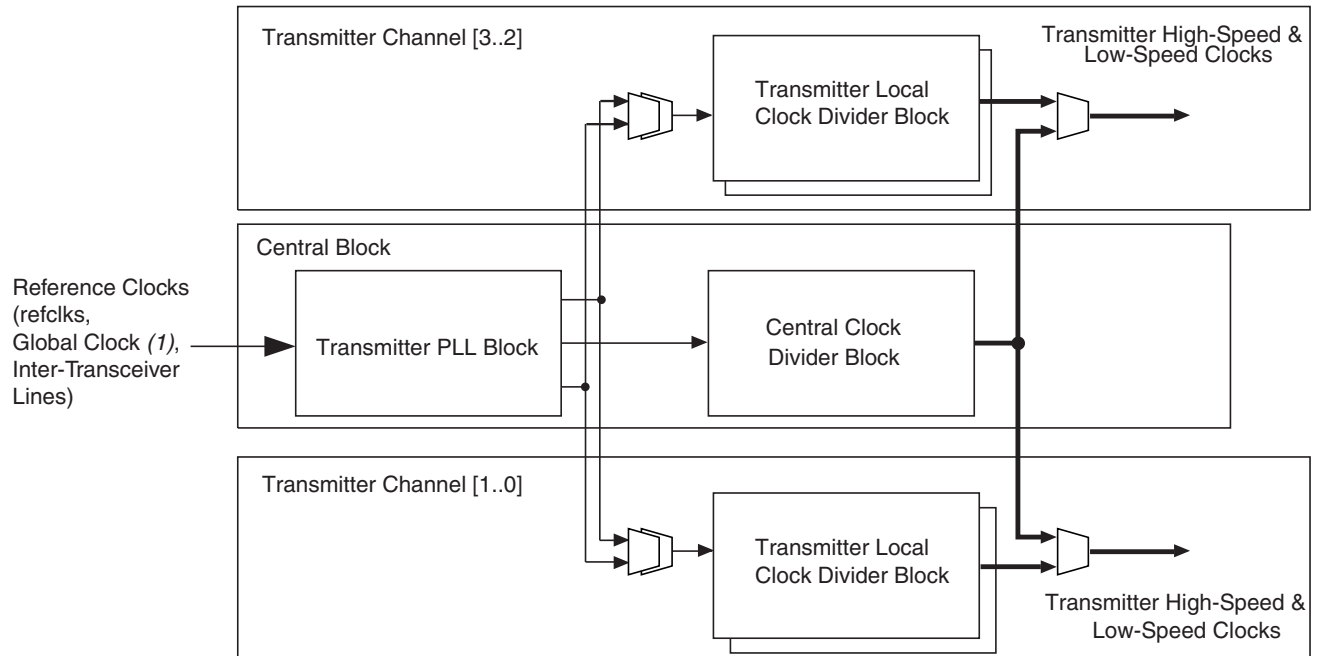 Transmitter Channel [3..2]
Transmitter High-Speed &
Low-Speed Clocks
Transmitter Local
Clock Divider Block
Central Block
Reference Clocks
(refclks,
Global Clock (1),
Inter-Transceiver
Lines)
Transmitter PLL Block
Central Clock
Divider Block
Transmitter Channel [1..0]
Transmitter Local
Clock Divider Block
Transmitter High-Speed &
Low-Speed Clocks